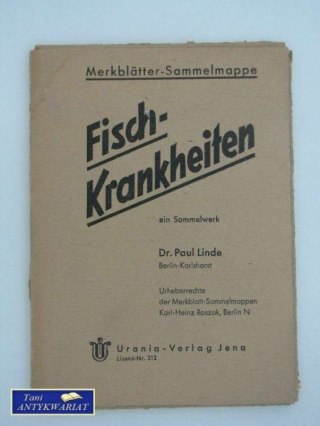 Merkblätter-Sammelmappe
Fisch-
Krankheiten
ein Sammelwerk
Dr. Paul Linde
Berlin-Karlshorst
Urheberrechte
der Merkblatt-Sammelmappen
Karl-Heinz Roszak, Berlin N
Urania-Verlag Jena
Lizenz-Nr. 212
Tani
ANTYKWARIAT